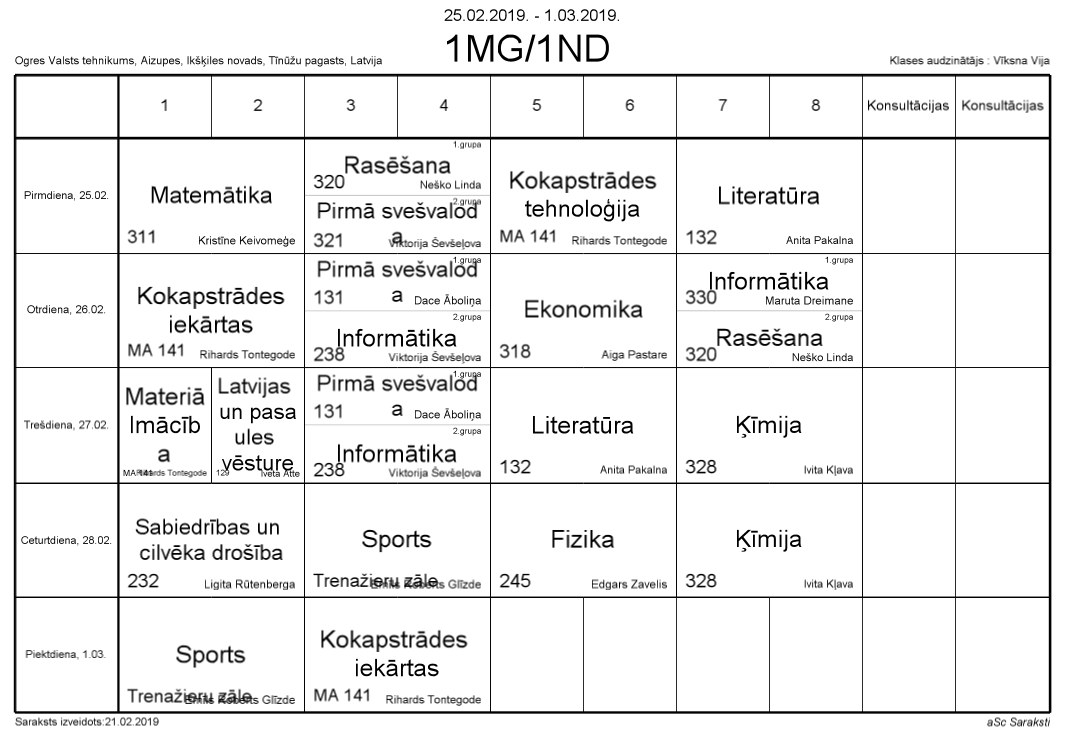 25.02.2019. - 1.03.2019.
1MG/1ND
Ogres Valsts tehnikums, Aizupes, Ikšķiles novads, Tīnūžu pagasts, Latvija
Klases audzinātājs : Vīksna Vija
1 2 3 4 5 6 7 8 Konsultācijas Konsultācijas
Pirmdiena, 25.02.
Matemātika
311 Kristīne Keivomeģe
1.grupa
Rasēšana
320 Neško Linda
2.grupa
Pirmā svešvalod
a
321 Viktorija Ševšeļova
Kokapstrādes
tehnoloģija
MA 141 Rihards Tontegode
Literatūra
132 Anita Pakalna
Otrdiena, 26.02.
Kokapstrādes
iekārtas
MA 141 Rihards Tontegode
1.grupa
Pirmā svešvalod
a
131 Dace Āboliņa
2.grupa
Informātika
238 Viktorija Ševšeļova
Ekonomika
318 Aiga Pastare
1.grupa
Informātika
330 Maruta Dreimane
2.grupa
Rasēšana
320 Neško Linda
Trešdiena, 27.02.
Materiā
lmācīb
a
MA 141 Rihards Tontegode
Latvijas
un pasa
ules
vēsture
129 Iveta Atte
1.grupa
Pirmā svešvalod
a
131 Dace Āboliņa
2.grupa
Informātika
238 Viktorija Ševšeļova
Literatūra
132 Anita Pakalna
Ķīmija
328 Ivita Kļava
Ceturtdiena, 28.02.
Sabiedrības un
cilvēka drošība
232 Ligita Rūtenberga
Sports
Trenažieru zāle Emīls Roberts Glīzde
Fizika
245 Edgars Zavelis
Ķīmija
328 Ivita Kļava
Piektdiena, 1.03.
Sports
Trenažieru zāle Emīls Roberts Glīzde
Kokapstrādes
iekārtas
MA 141 Rihards Tontegode
Saraksts izveidots:21.02.2019
aSc Saraksti